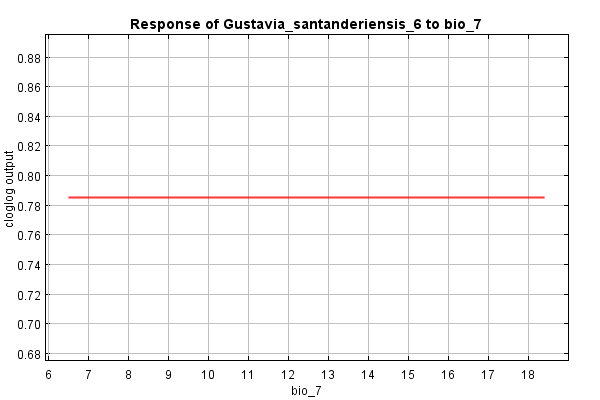 Response of Gustavia_santanderiensis_6 to bio_7
cloglog output
0.88
0.86
0.84
0.82
0.80
0.78
0.76
0.74
0.72
0.70
0.68
6 7 8 9 10 11 12 13 14 15 16 17 18
bio_7